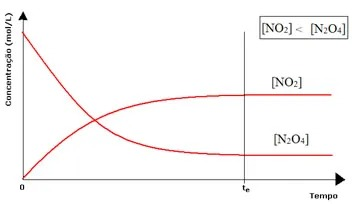 [NO₂] < [N₂O₄]
Concentração (mol/L)
[NO₂]
[N₂O₄]
0
tₑ
Tempo